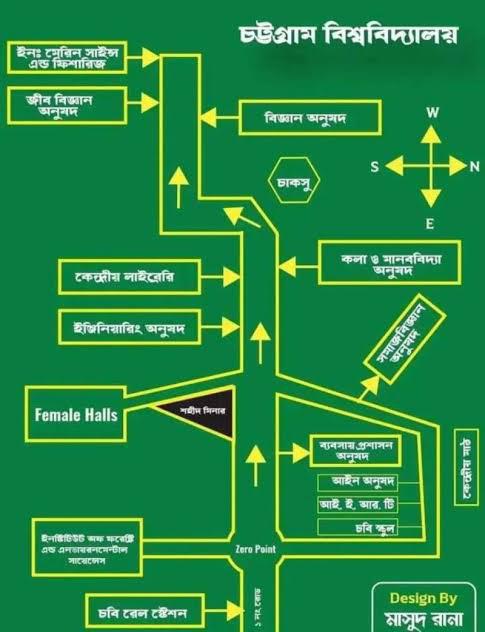 চট্টগ্রাম বিশ্ববিদ্যালয়
ইনঃ মেরিন সাইন্স
এন্ড ফিশারিজ
জীব বিজ্ঞান
অনুষদ
বিজ্ঞান অনুষদ
W
S
N
E
চাকসু
কেন্দ্রীয় লাইব্রেরি
কলা ও মানববিদ্যা
অনুষদ
ইন্জিনিয়ারিং অনুষদ
সমাজবিজ্ঞান
অনুষদ
Female Halls
শহীদ মিনার
ব্যবসায় প্রশাসন
অনুষদ
কেন্দ্রীয় মাঠ
আইন অনুষদ
আই. ই. আর. টি
চবি স্কুল
ইনস্টিটিউট অফ ফরেস্ট্রি
এন্ড এনভায়রনমেন্টাল
সায়েন্সেস
Zero Point
১ নং রোড
চবি রেল স্টেশন
Design By
মাসুদ রানা